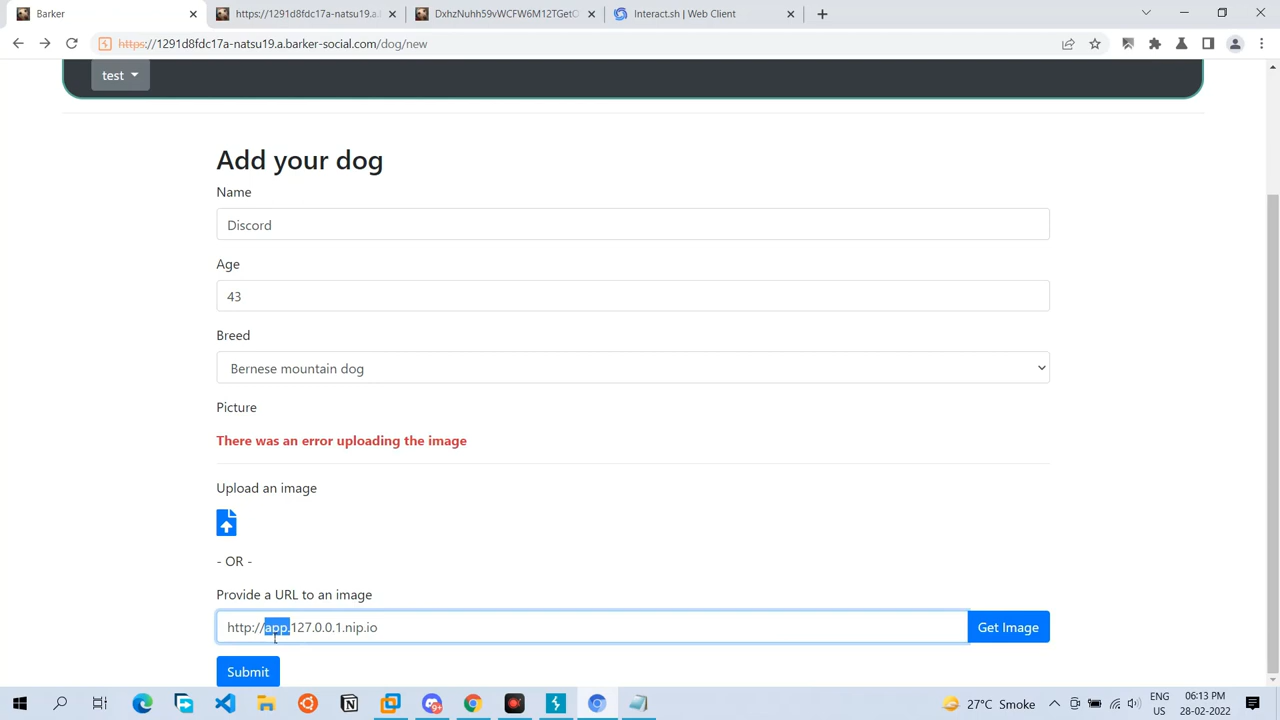 Barker
https://1291d8fdc17a-natsu19.a.
DxIhzNuhh59vWCFW6M12TGetO
Interact.sh | Web Client
https://1291d8fdc17a-natsu19.a.barker-social.com/dog/new
test
Add your dog
Name
Discord
Age
43
Breed
Bernese mountain dog
Picture
There was an error uploading the image
Upload an image
- OR -
Provide a URL to an image
http://app.127.0.0.1.nip.io
Get Image
Submit
27°C Smoke
ENG
US
06:13 PM
28-02-2022